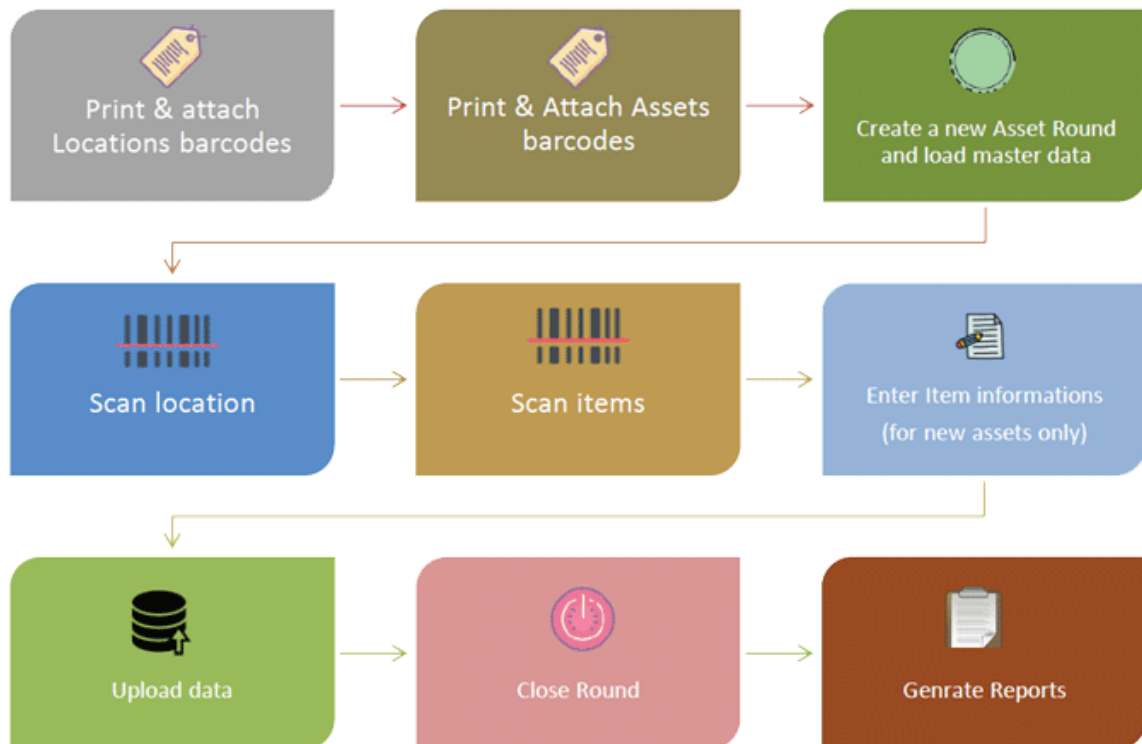 Print & attach
Locations barcodes
Print & Attach Assets
barcodes
Create a new Asset Round
and load master data
Scan location
Scan items
Enter Item informations
(for new assets only)
Upload data
Close Round
Genrate Reports